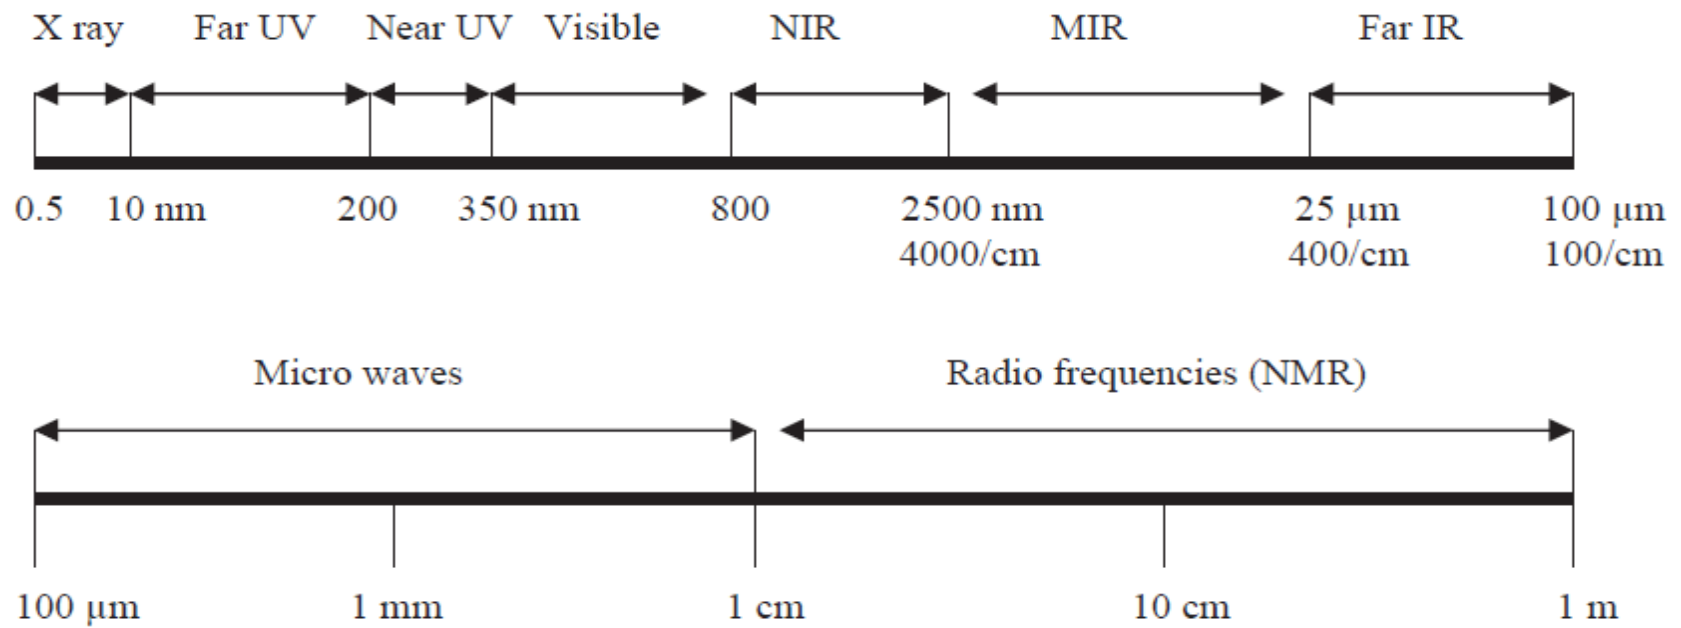 X ray Far UV Near UV Visible NIR MIR Far IR
0.5 10 nm 200 350 nm 800 2500 nm 25 µm 100 µm
4000/cm 400/cm 100/cm
Micro waves Radio frequencies (NMR)
100 µm 1 mm 1 cm 10 cm 1 m